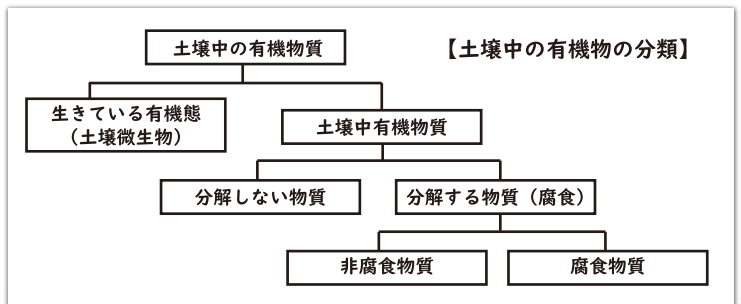 土壌中の有機物質
【土壌中の有機物の分類】
生きている有機態
（土壌微生物）
土壌中有機物質
分解しない物質
分解する物質（腐食）
非腐食物質
腐食物質